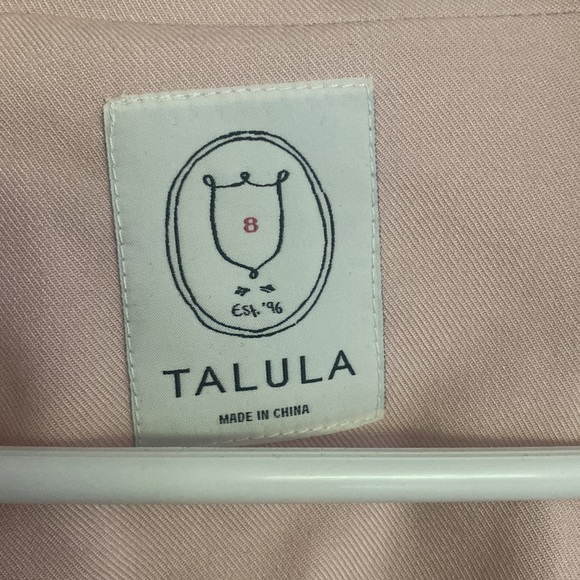 8
Est. '96
TALULA
MADE IN CHINA